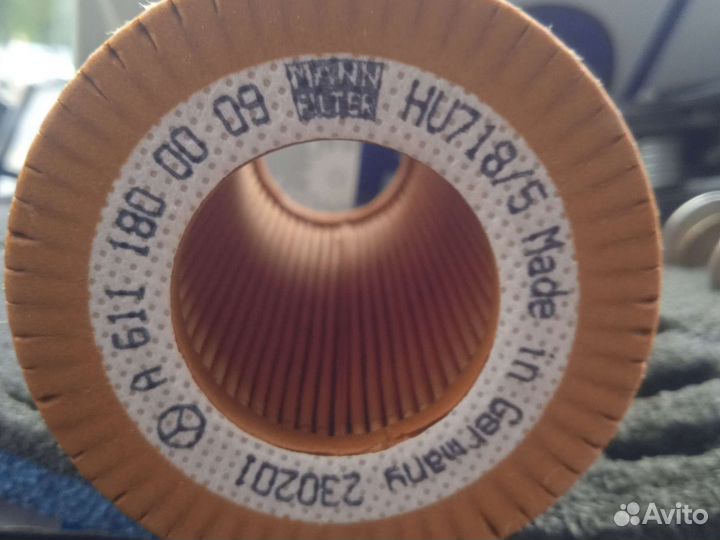 MANN
FILTER
HU718/5 Made in Germany 230201
A 611 180 00 09
Avito